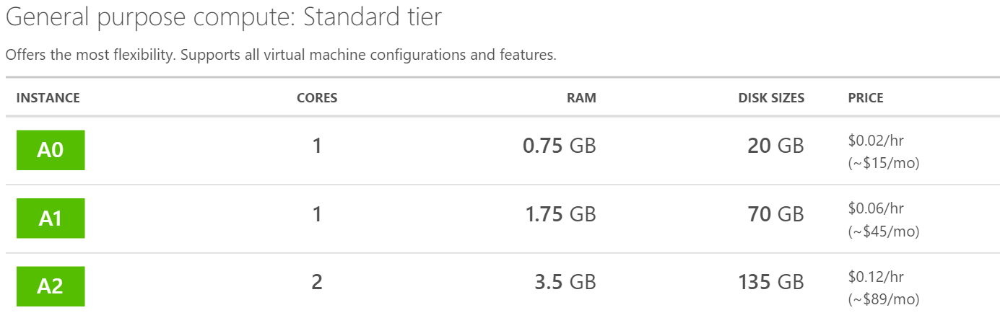 General purpose compute: Standard tier
Offers the most flexibility. Supports all virtual machine configurations and features.
INSTANCE CORES RAM DISK SIZES PRICE
A0 1 0.75 GB 20 GB $0.02/hr
(~$15/mo)
A1 1 1.75 GB 70 GB $0.06/hr
(~$45/mo)
A2 2 3.5 GB 135 GB $0.12/hr
(~$89/mo)